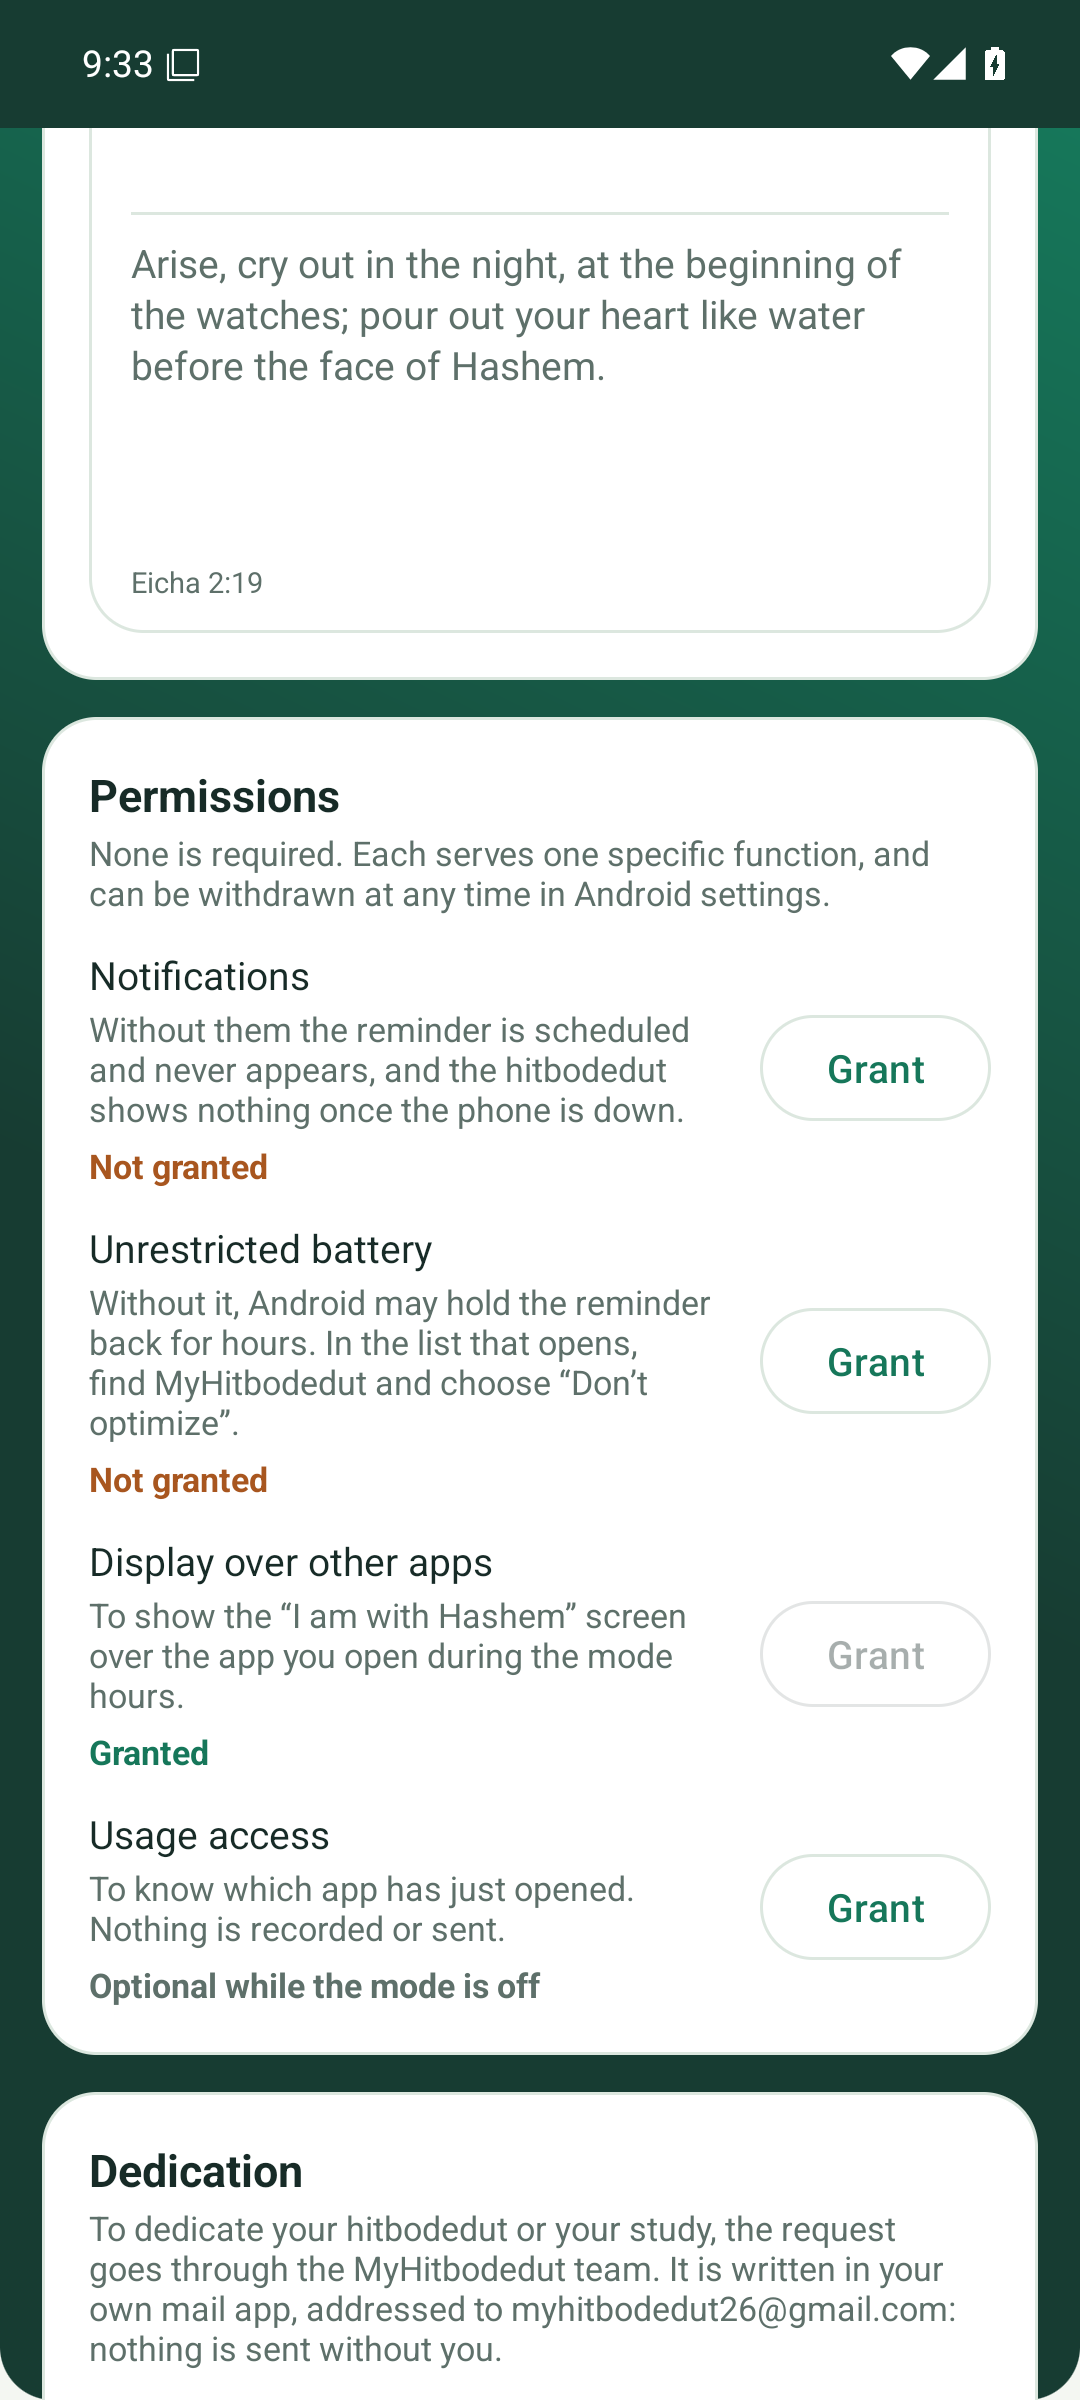 9:33
Arise, cry out in the night, at the beginning of
the watches; pour out your heart like water
before the face of Hashem.
Eicha 2:19
Permissions
None is required. Each serves one specific function, and
can be withdrawn at any time in Android settings.
Notifications
Without them the reminder is scheduled
and never appears, and the hitbodedut
shows nothing once the phone is down.
Not granted
Grant
Unrestricted battery
Without it, Android may hold the reminder
back for hours. In the list that opens,
find MyHitbodedut and choose “Don’t
optimize”.
Not granted
Grant
Display over other apps
To show the “I am with Hashem” screen
over the app you open during the mode
hours.
Granted
Grant
Usage access
To know which app has just opened.
Nothing is recorded or sent.
Optional while the mode is off
Grant
Dedication
To dedicate your hitbodedut or your study, the request
goes through the MyHitbodedut team. It is written in your
own mail app, addressed to myhitbodedut26@gmail.com:
nothing is sent without you.